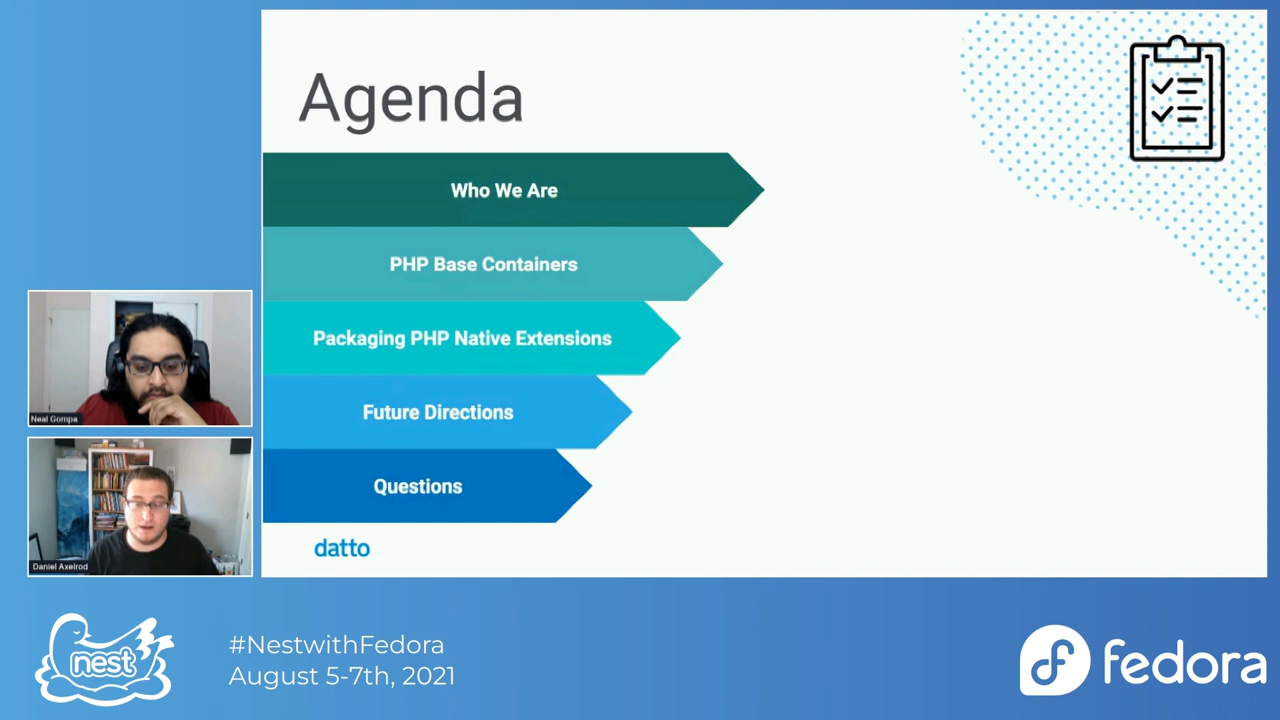 Agenda
Who We Are
PHP Base Containers
Packaging PHP Native Extensions
Future Directions
Questions
datto
Neal Gompa
Daniel Axelrod
nest
#NestwithFedora
August 5-7th, 2021
fedora